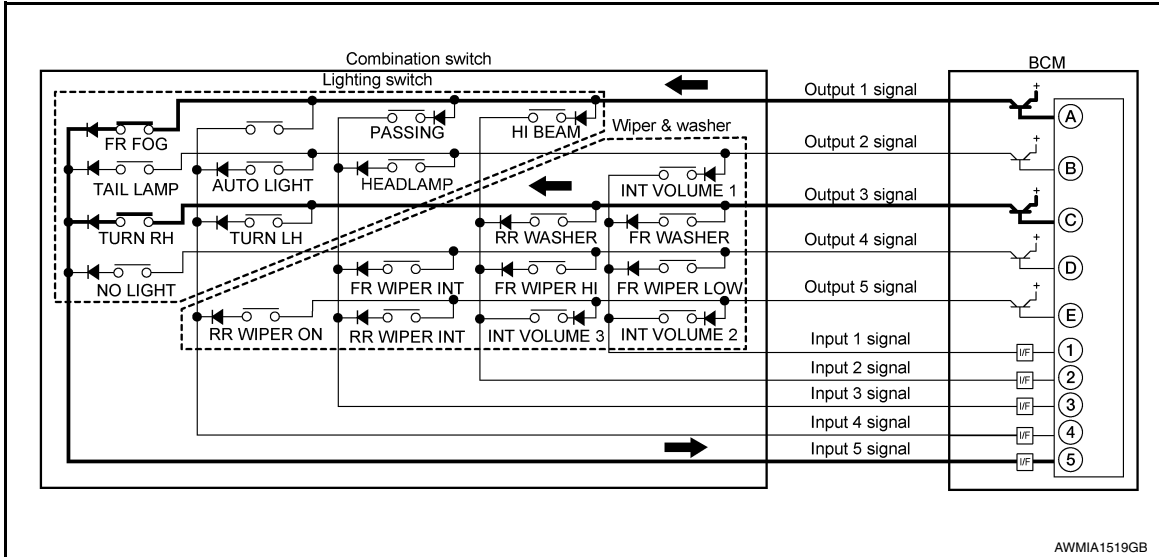 Combination switch
BCM
Lighting switch
Output 1 signal
A
FR FOG
PASSING
HI BEAM
Wiper & washer
Output 2 signal
B
TAIL LAMP
AUTO LIGHT
HEADLAMP
INT VOLUME 1
Output 3 signal
C
TURN RH
TURN LH
RR WASHER
FR WASHER
Output 4 signal
D
NO LIGHT
FR WIPER INT
FR WIPER HI
FR WIPER LOW
Output 5 signal
E
RR WIPER ON
RR WIPER INT
INT VOLUME 3
INT VOLUME 2
Input 1 signal
I/F
1
Input 2 signal
I/F
2
Input 3 signal
I/F
3
Input 4 signal
I/F
4
Input 5 signal
I/F
5
+
+
+
+
+
AWMIA1519GB